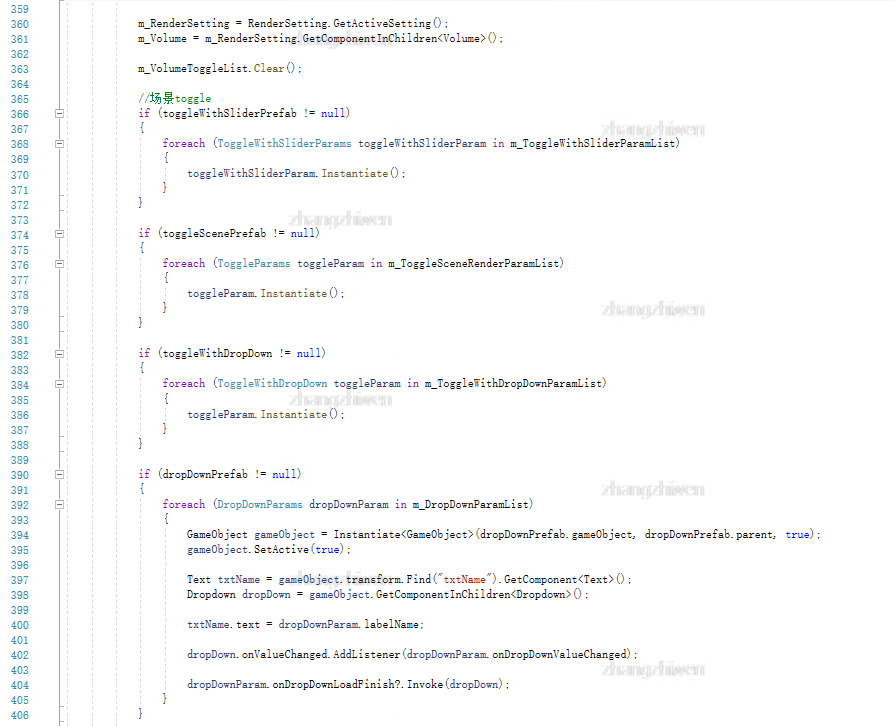 359
360 m_RenderSetting = RenderSetting.GetActiveSetting();
361 m_Volume = m_RenderSetting.GetComponentInChildren<Volume>();
362
363 m_VolumeToggleList.Clear();
364
365 //场景toggle
366 if (toggleWithSliderPrefab != null)
367 {
zhangzhiwen
368 foreach (ToggleWithSliderParams toggleWithSliderParam in m_ToggleWithSliderParamList)
369 {
370 toggleWithSliderParam.Instantiate();
371 }
372 }
373
zhangzhiwen
374 if (toggleScenePrefab != null)
375 {
376 foreach (ToggleParams toggleParam in m_ToggleSceneRenderParamList)
377 {
378 toggleParam.Instantiate();
379 }
zhangzhiwen
380 }
381
382 if (toggleWithDropDown != null)
383 {
384 foreach (ToggleWithDropDown toggleParam in m_ToggleWithDropDownParamList)
385 {
zhangzhiwen
386 toggleParam.Instantiate();
387 }
388 }
389
390 if (dropDownPrefab != null)
391 {
zhangzhiwen
392 foreach (DropDownParams dropDownParam in m_DropDownParamList)
393 {
394 GameObject gameObject = Instantiate<GameObject>(dropDownPrefab.gameObject, dropDownPrefab.parent, true);
395 gameObject.SetActive(true);
396
397 Text txtName = gameObject.transform.Find("txtName").GetComponent<Text>();
398 Dropdown dropDown = gameObject.GetComponentInChildren<Dropdown>();
399
400 txtName.text = dropDownParam.labelName;
401
402 dropDown.onValueChanged.AddListener(dropDownParam.onDropDownValueChanged);
403
zhangzhiwen
404 dropDownParam.onDropDownLoadFinish?.Invoke(dropDown);
405 }
406 }